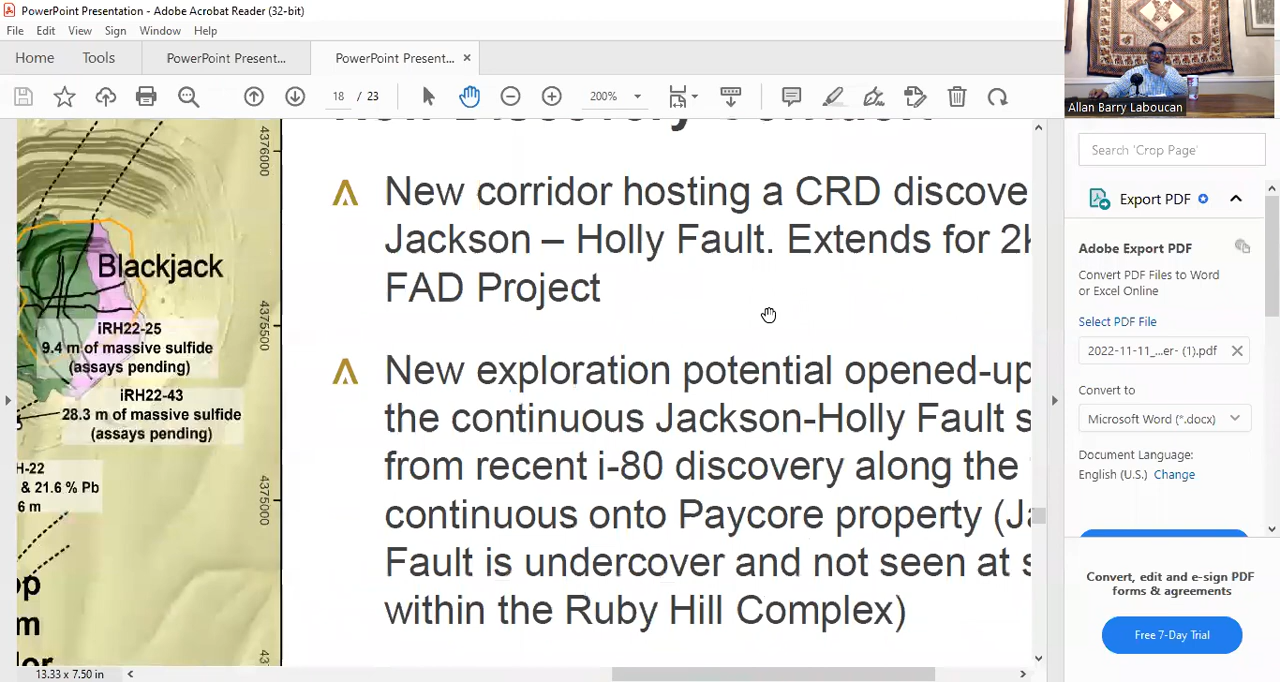 PowerPoint Presentation - Adobe Acrobat Reader (32-bit)
File Edit View Sign Window Help
Home Tools PowerPoint Present... PowerPoint Present... ×
18 / 23 200%
Allan Barry Laboucan
4376000
4375500
4375000
Blackjack
iRH22-25
9.4 m of massive sulfide
(assays pending)
iRH22-43
28.3 m of massive sulfide
(assays pending)
H-22
& 21.6 % Pb
6 m
op
m
New corridor hosting a CRD discove
Jackson – Holly Fault. Extends for 2k
FAD Project
New exploration potential opened-up
the continuous Jackson-Holly Fault s
from recent i-80 discovery along the
continuous onto Paycore property (Ja
Fault is undercover and not seen at s
within the Ruby Hill Complex)
13.33 x 7.50 in
Search 'Crop Page'
Export PDF
Adobe Export PDF
Convert PDF Files to Word
or Excel Online
Select PDF File
2022-11-11_...er- (1).pdf
Convert to
Microsoft Word (*.docx)
Document Language:
English (U.S.) Change
Convert, edit and e-sign PDF
forms & agreements
Free 7-Day Trial